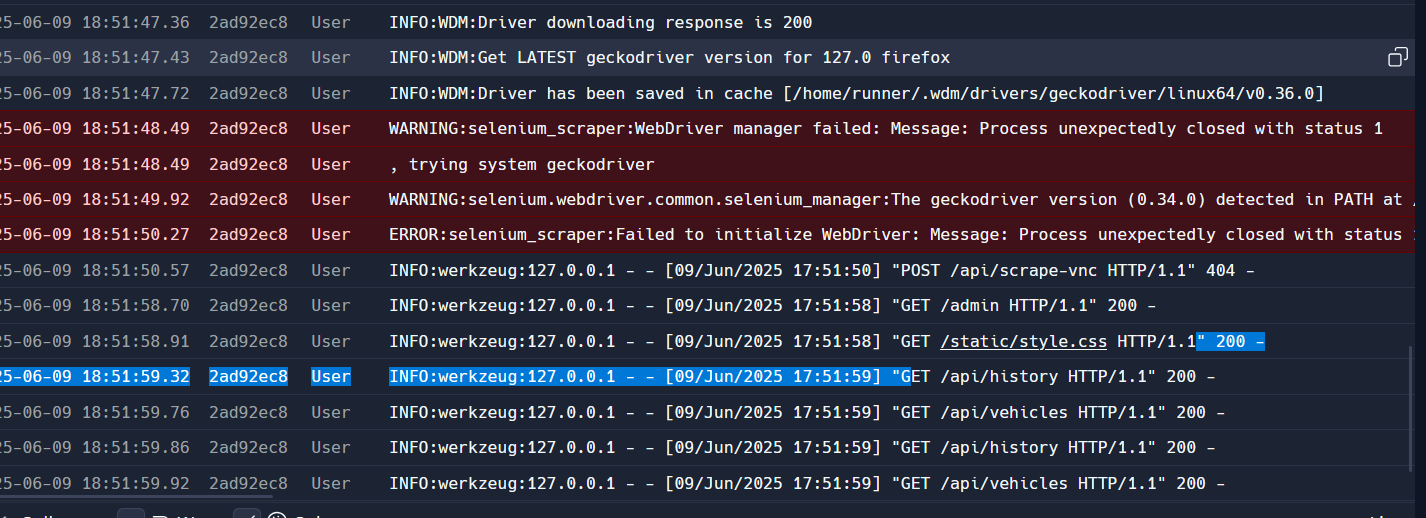 25-06-09 18:51:47.36 2ad92ec8 User INFO:WDM:Driver downloading response is 200
25-06-09 18:51:47.43 2ad92ec8 User INFO:WDM:Get LATEST geckodriver version for 127.0 firefox
25-06-09 18:51:47.72 2ad92ec8 User INFO:WDM:Driver has been saved in cache [/home/runner/.wdm/drivers/geckodriver/linux64/v0.36.0]
25-06-09 18:51:48.49 2ad92ec8 User WARNING:selenium_scraper:WebDriver manager failed: Message: Process unexpectedly closed with status 1
25-06-09 18:51:48.49 2ad92ec8 User , trying system geckodriver
25-06-09 18:51:49.92 2ad92ec8 User WARNING:selenium.webdriver.common.selenium_manager:The geckodriver version (0.34.0) detected in PATH at
25-06-09 18:51:50.27 2ad92ec8 User ERROR:selenium_scraper:Failed to initialize WebDriver: Message: Process unexpectedly closed with status
25-06-09 18:51:50.57 2ad92ec8 User INFO:werkzeug:127.0.0.1 - - [09/Jun/2025 17:51:50] "POST /api/scrape-vnc HTTP/1.1" 404 -
25-06-09 18:51:58.70 2ad92ec8 User INFO:werkzeug:127.0.0.1 - - [09/Jun/2025 17:51:58] "GET /admin HTTP/1.1" 200 -
25-06-09 18:51:58.91 2ad92ec8 User INFO:werkzeug:127.0.0.1 - - [09/Jun/2025 17:51:58] "GET /static/style.css HTTP/1.1" 200 -
25-06-09 18:51:59.32 2ad92ec8 User INFO:werkzeug:127.0.0.1 - - [09/Jun/2025 17:51:59] "GET /api/history HTTP/1.1" 200 -
25-06-09 18:51:59.76 2ad92ec8 User INFO:werkzeug:127.0.0.1 - - [09/Jun/2025 17:51:59] "GET /api/vehicles HTTP/1.1" 200 -
25-06-09 18:51:59.86 2ad92ec8 User INFO:werkzeug:127.0.0.1 - - [09/Jun/2025 17:51:59] "GET /api/history HTTP/1.1" 200 -
25-06-09 18:51:59.92 2ad92ec8 User INFO:werkzeug:127.0.0.1 - - [09/Jun/2025 17:51:59] "GET /api/vehicles HTTP/1.1" 200 -